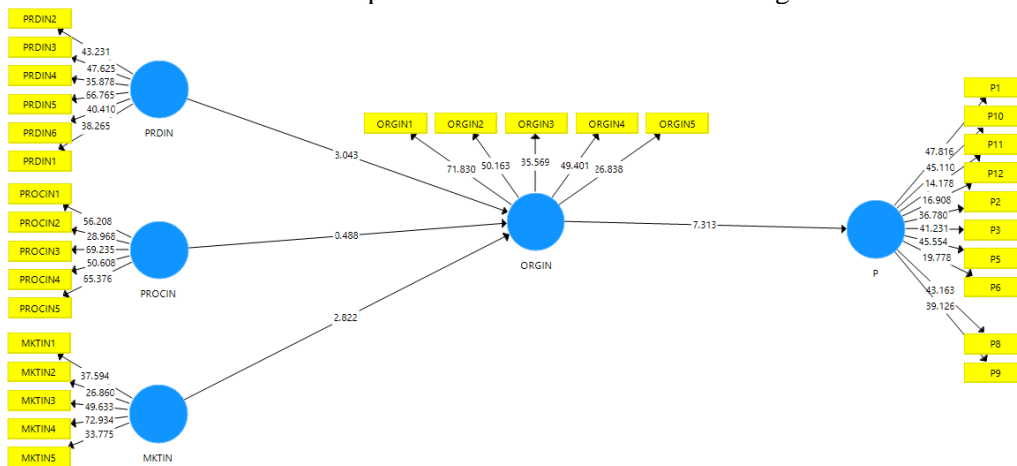 PRDIN2
PRDIN3
PRDIN4
PRDIN5
PRDIN6
PRDIN1
43.231
47.625
35.878
66.765
40.410
38.265
PRDIN
3.043
PROCIN1
PROCIN2
PROCIN3
PROCIN4
PROCIN5
56.208
28.968
69.235
50.608
65.376
PROCIN
0.488
MKTIN1
MKTIN2
MKTIN3
MKTIN4
MKTIN5
37.594
26.860
49.633
72.934
33.775
MKTIN
2.822
ORGIN1
ORGIN2
ORGIN3
ORGIN4
ORGIN5
71.830
50.163
35.569
49.401
26.838
ORGIN
7.313
P
47.816
45.110
14.178
16.908
36.780
41.231
45.554
19.778
43.163
39.126
P1
P10
P11
P12
P2
P3
P5
P6
P8
P9